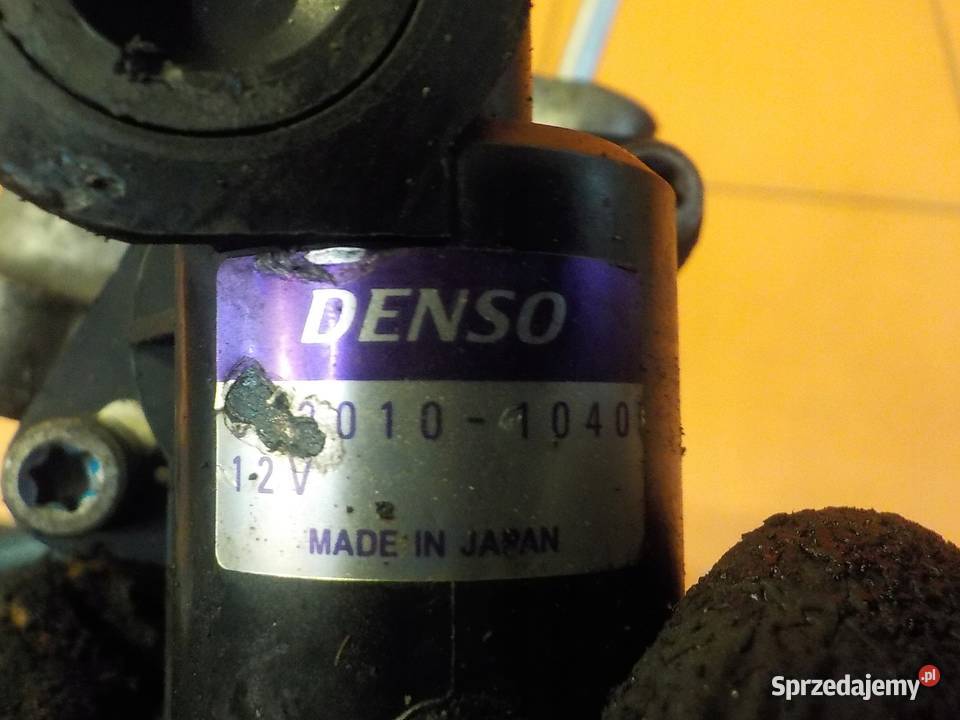 DENSO
010-1040
12V
MADE IN JAPAN
Sprzedajemy.pl